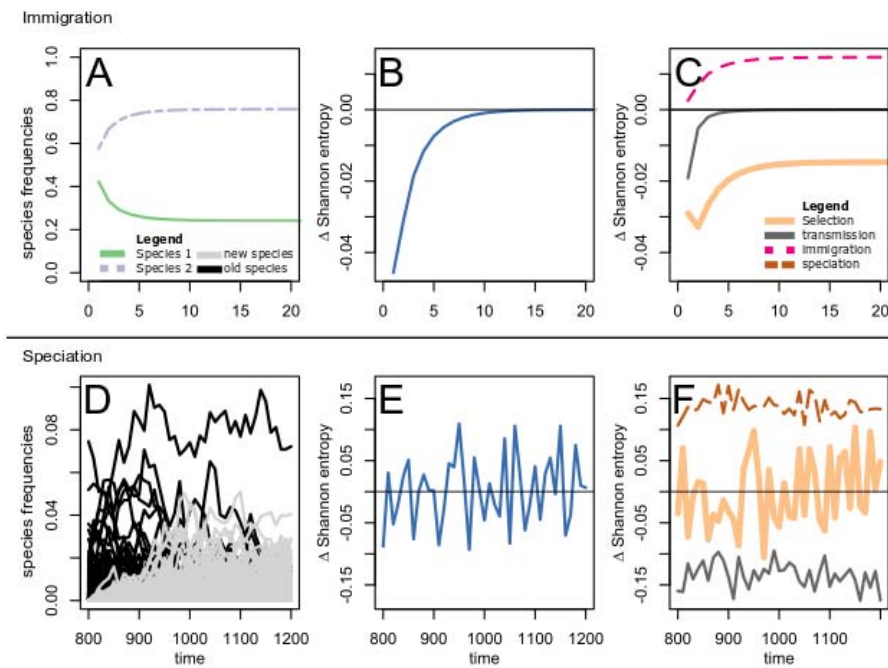 Immigration
A
species frequencies
1.0
0.8
0.6
0.4
0.2
0.0
Legend
Species 1
Species 2
new species
old species
0 5 10 15 20
B
Δ Shannon entropy
0.00
-0.02
-0.04
0 5 10 15 20
C
Δ Shannon entropy
0.00
-0.02
-0.04
Legend
Selection
transmission
immigration
speciation
0 5 10 15 20
Speciation
D
species frequencies
0.08
0.04
0.00
800 900 1000 1100 1200
time
E
Δ Shannon entropy
0.15
0.05
-0.05
-0.15
800 900 1000 1100 1200
time
F
Δ Shannon entropy
0.15
0.05
-0.05
-0.15
800 900 1000 1100
time